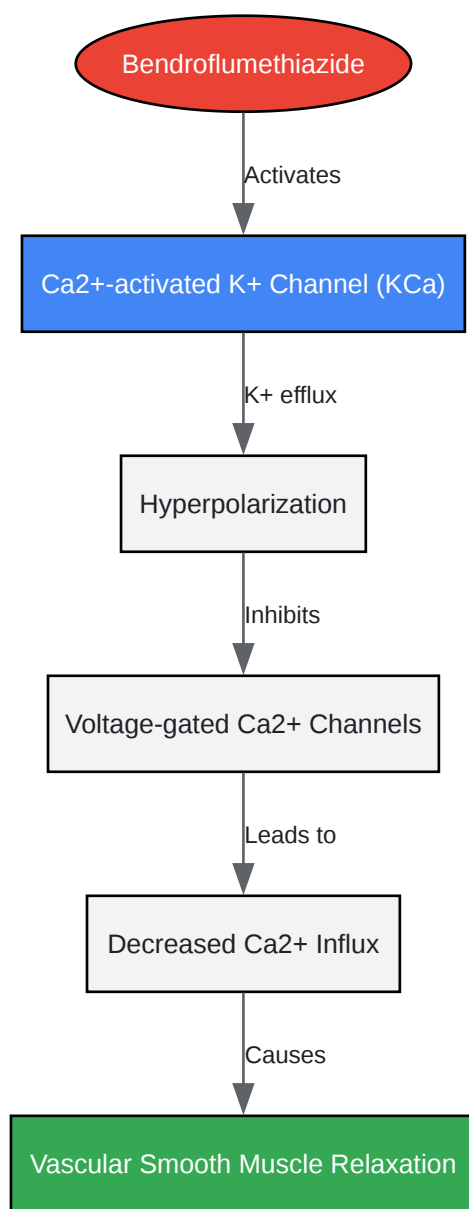 Bendroflumethiazide
Activates
Ca2+-activated K+ Channel (KCa)
K+ efflux
Hyperpolarization
Inhibits
Voltage-gated Ca2+ Channels
Leads to
Decreased Ca2+ Influx
Causes
Vascular Smooth Muscle Relaxation